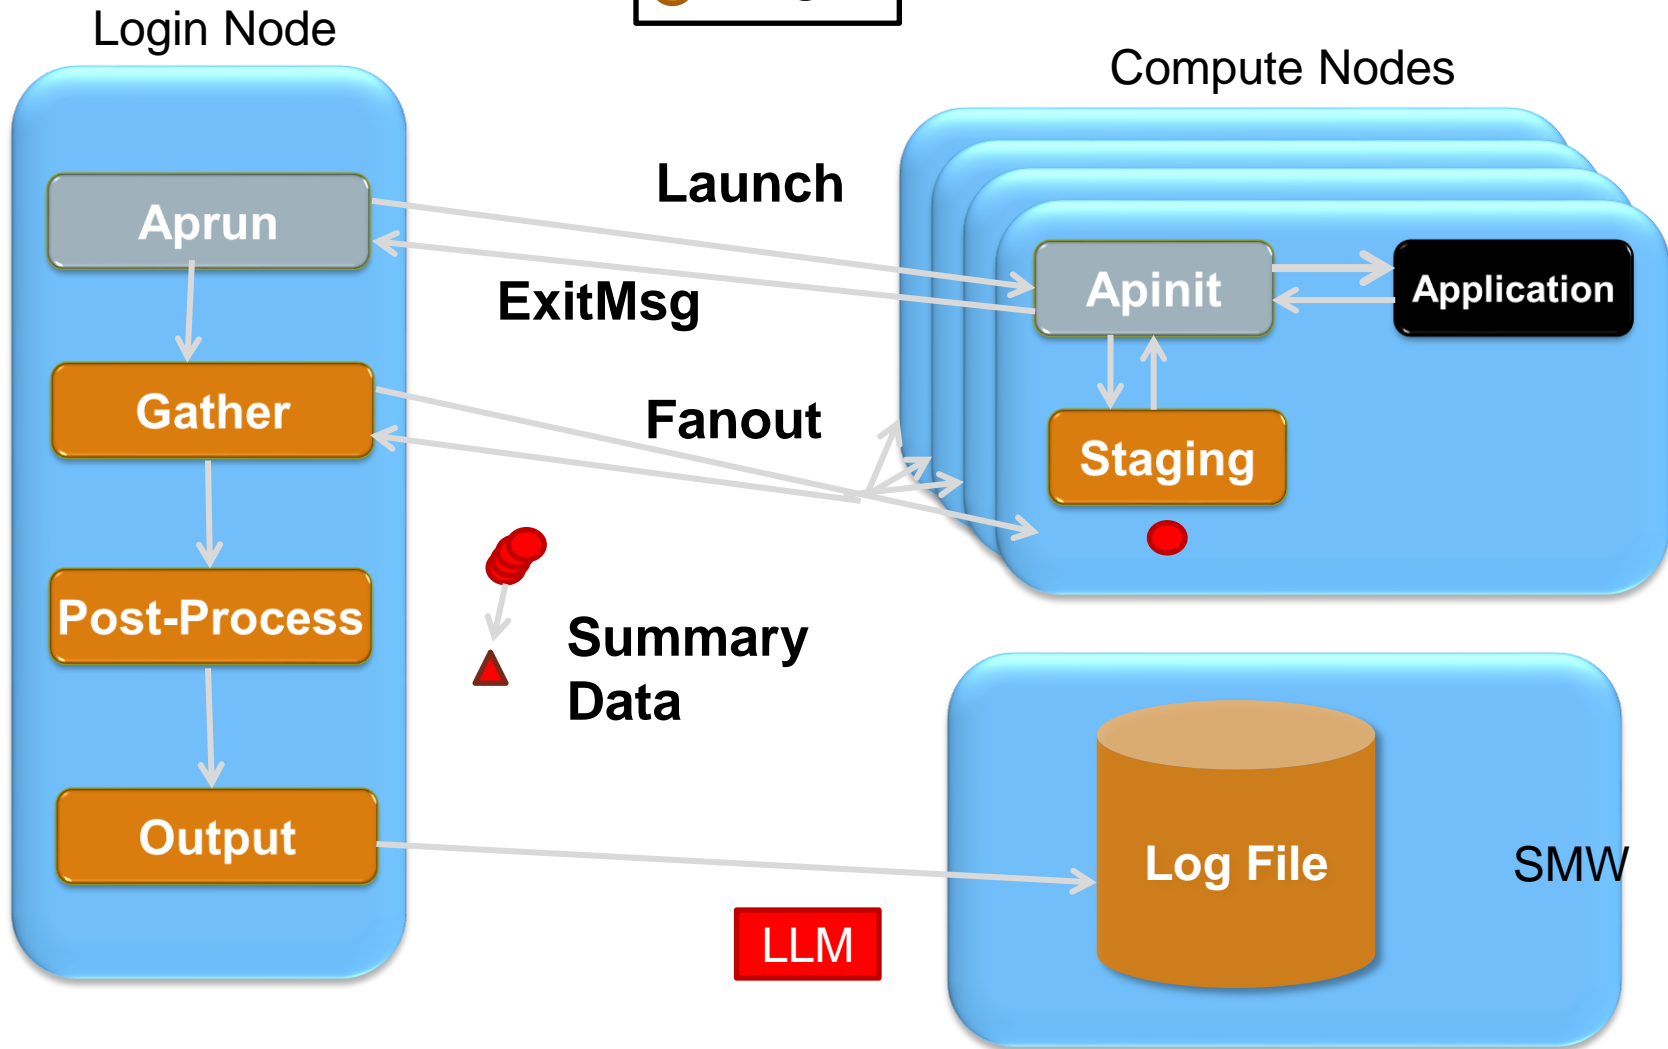 Login Node
Compute Nodes
Launch
Aprun
Apinit
Application
ExitMsg
Gather
Fanout
Staging
Post-Process
Summary
Data
Output
Log File
SMW
LLM